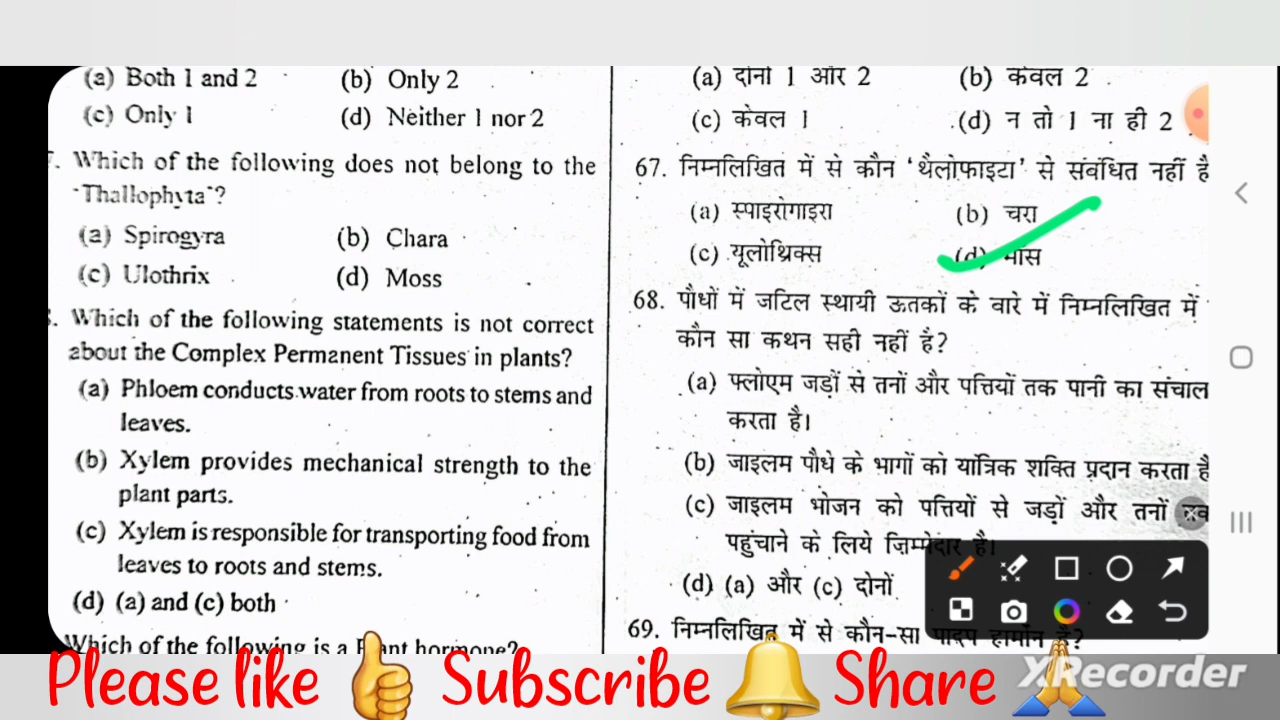 (a) Both 1 and 2 (b) Only 2
(c) Only 1 (d) Neither 1 nor 2
7. Which of the following does not belong to the
'Thallophyta'?
(a) Spirogyra (b) Chara
(c) Ulothrix (d) Moss
Which of the following statements is not correct
about the Complex Permanent Tissues in plants?
(a) Phloem conducts water from roots to stems and
leaves.
(b) Xylem provides mechanical strength to the
plant parts.
(c) Xylem is responsible for transporting food from
leaves to roots and stems.
(d) (a) and (c) both
Which of the following is a Plant hormone?
(a) दोनों 1 और 2 (b) केवल 2
(c) केवल 1 (d) न तो 1 ना ही 2
67. निम्नलिखित में से कौन 'थैलोफाइटा' से संबंधित नहीं है
(a) स्पाइरोगाइरा (b) चरा
(c) यूलोथ्रिक्स (d) मॉस
68. पौधों में जटिल स्थायी ऊतकों के वारे में निम्नलिखित में
कौन सा कथन सही नहीं है?
(a) फ्लोएम जड़ों से तनों और पत्तियों तक पानी का संचाल
करता है।
(b) जाइलम पौधे के भागों को यांत्रिक शक्ति प्रदान करता है
(c) जाइलम भोजन को पत्तियों से जड़ों और तनों
पहुंचाने के लिये ज़िम्मेदार है।
(d) (a) और (c) दोनों
69. निम्नलिखित में से कौन-सा पादप हार्मोन है?
Please like Subscribe Share
XRecorder